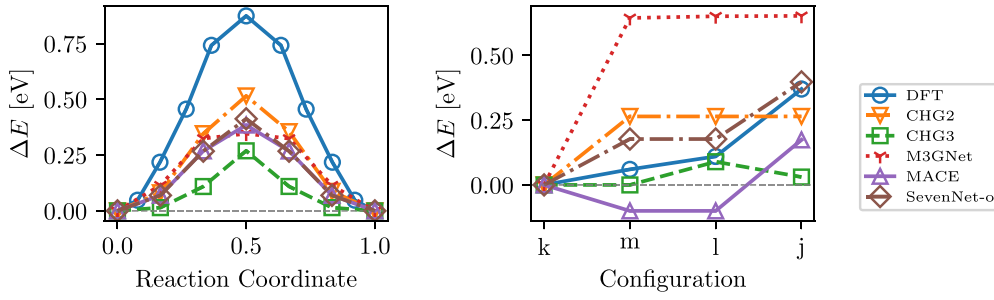 ΔE [eV]
0.75
0.50
0.25
0.00
0.0
0.5
1.0
Reaction Coordinate
ΔE [eV]
0.50
0.25
0.00
k
m
l
j
Configuration
DFT
CHG2
CHG3
M3GNet
MACE
SevenNet-o